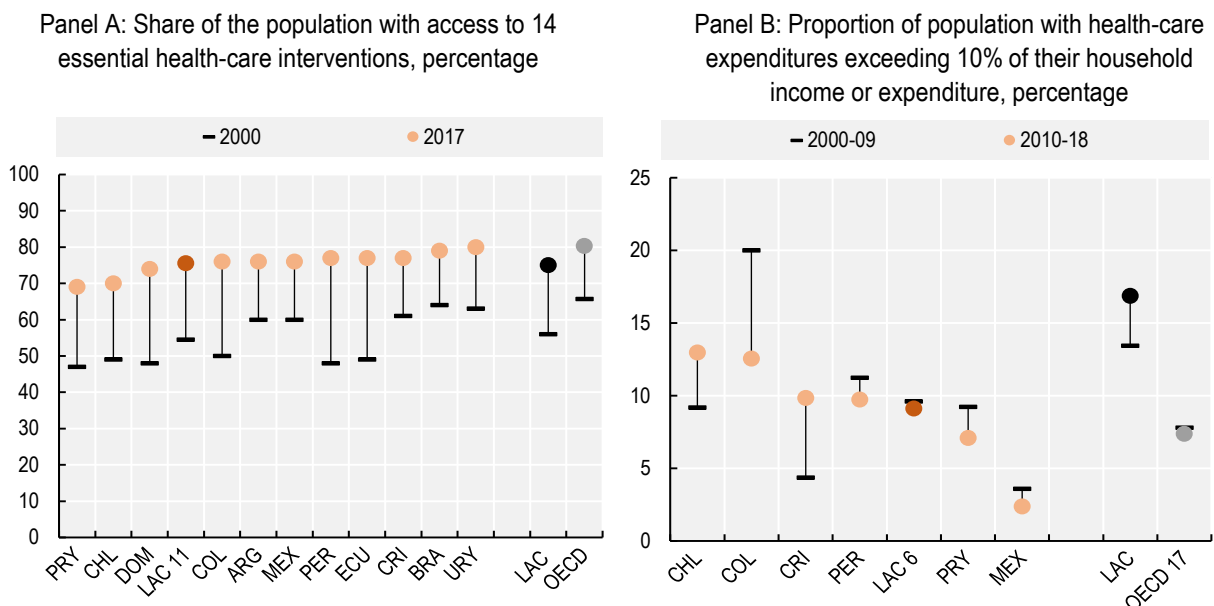 Panel A: Share of the population with access to 14
essential health-care interventions, percentage
2000
2017
100
90
80
70
60
50
40
30
20
10
0
PRY
CHL
DOM
LAC 11
COL
ARG
MEX
PER
ECU
CRI
BRA
URY
LAC
OECD
Panel B: Proportion of population with health-care
expenditures exceeding 10% of their household
income or expenditure, percentage
2000-09
2010-18
25
20
15
10
5
0
CHL
COL
CRI
PER
LAC 6
PRY
MEX
LAC
OECD 17